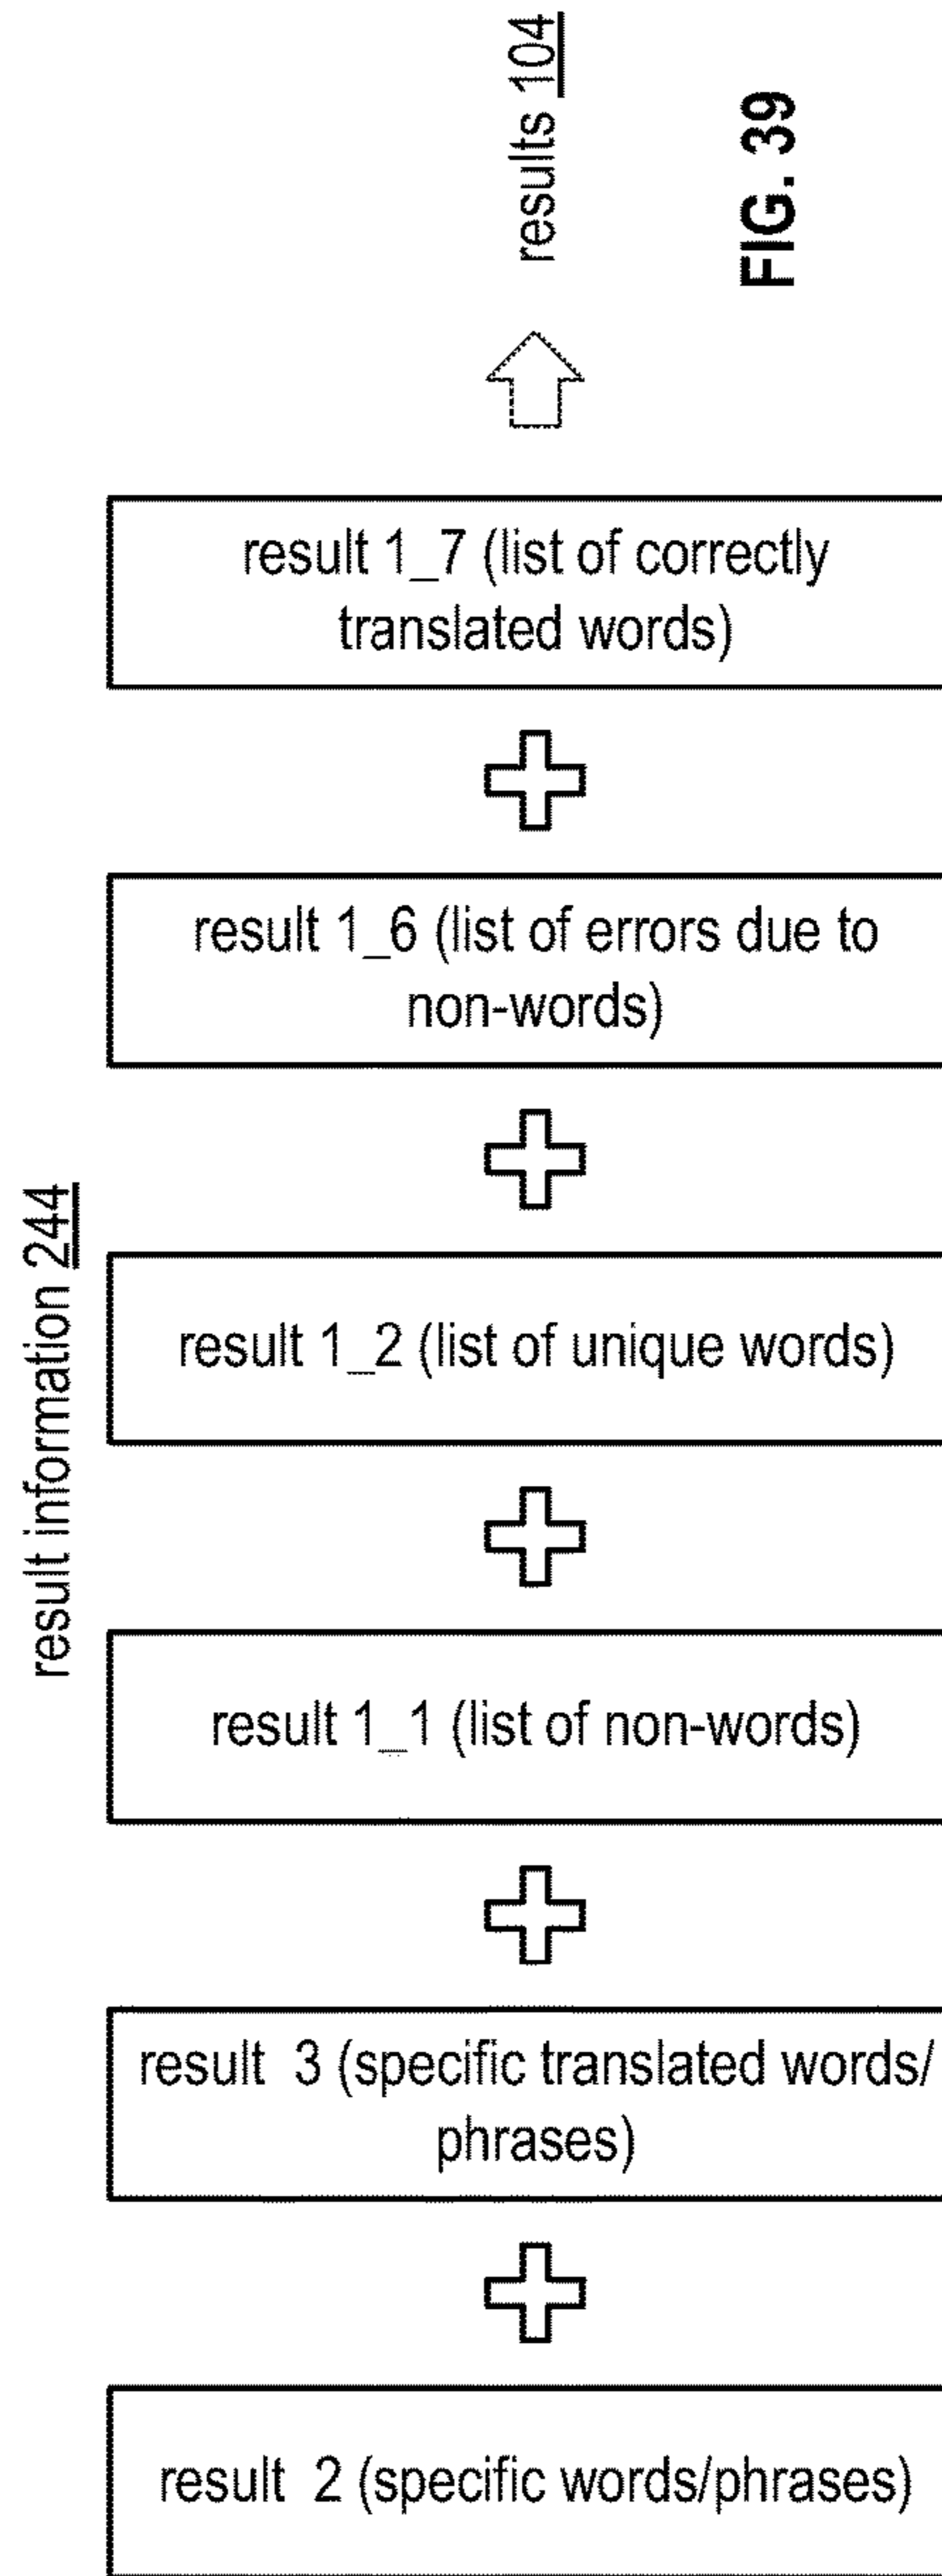 result information 244
result 1_7 (list of correctly
translated words)
result 1_6 (list of errors due to
non-words)
result 1_2 (list of unique words)
result 1_1 (list of non-words)
result 3 (specific translated words/
phrases)
result 2 (specific words/phrases)
results 104
FIG. 39